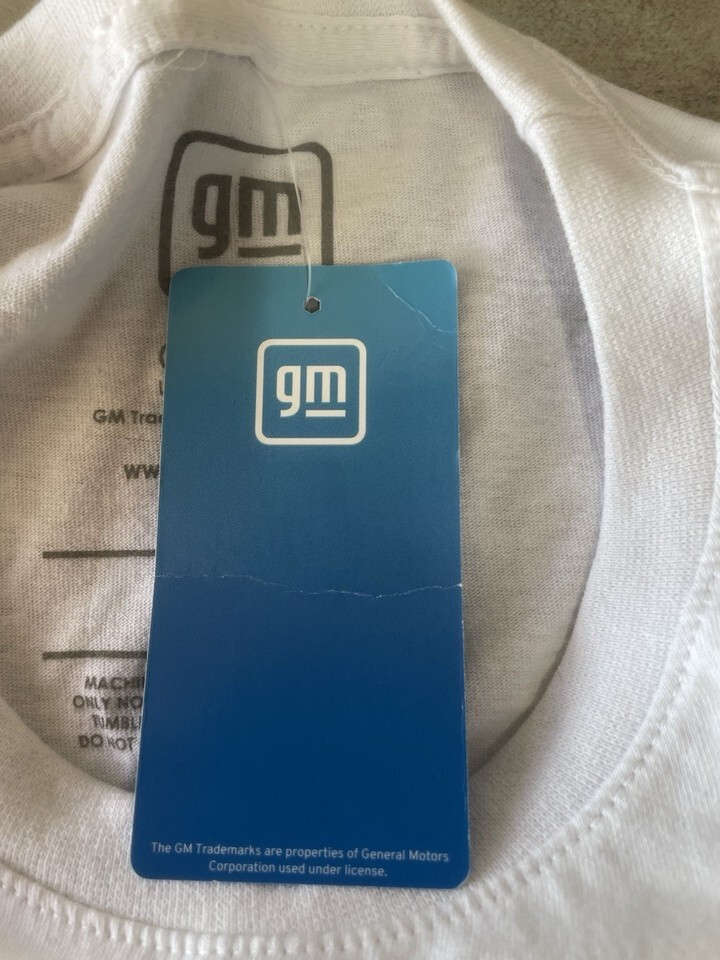 gm
GM
WW
MACHI
ONLY NO
TUMBL
DO NOT
gm
The GM Trademarks are properties of General Motors
Corporation used under license.